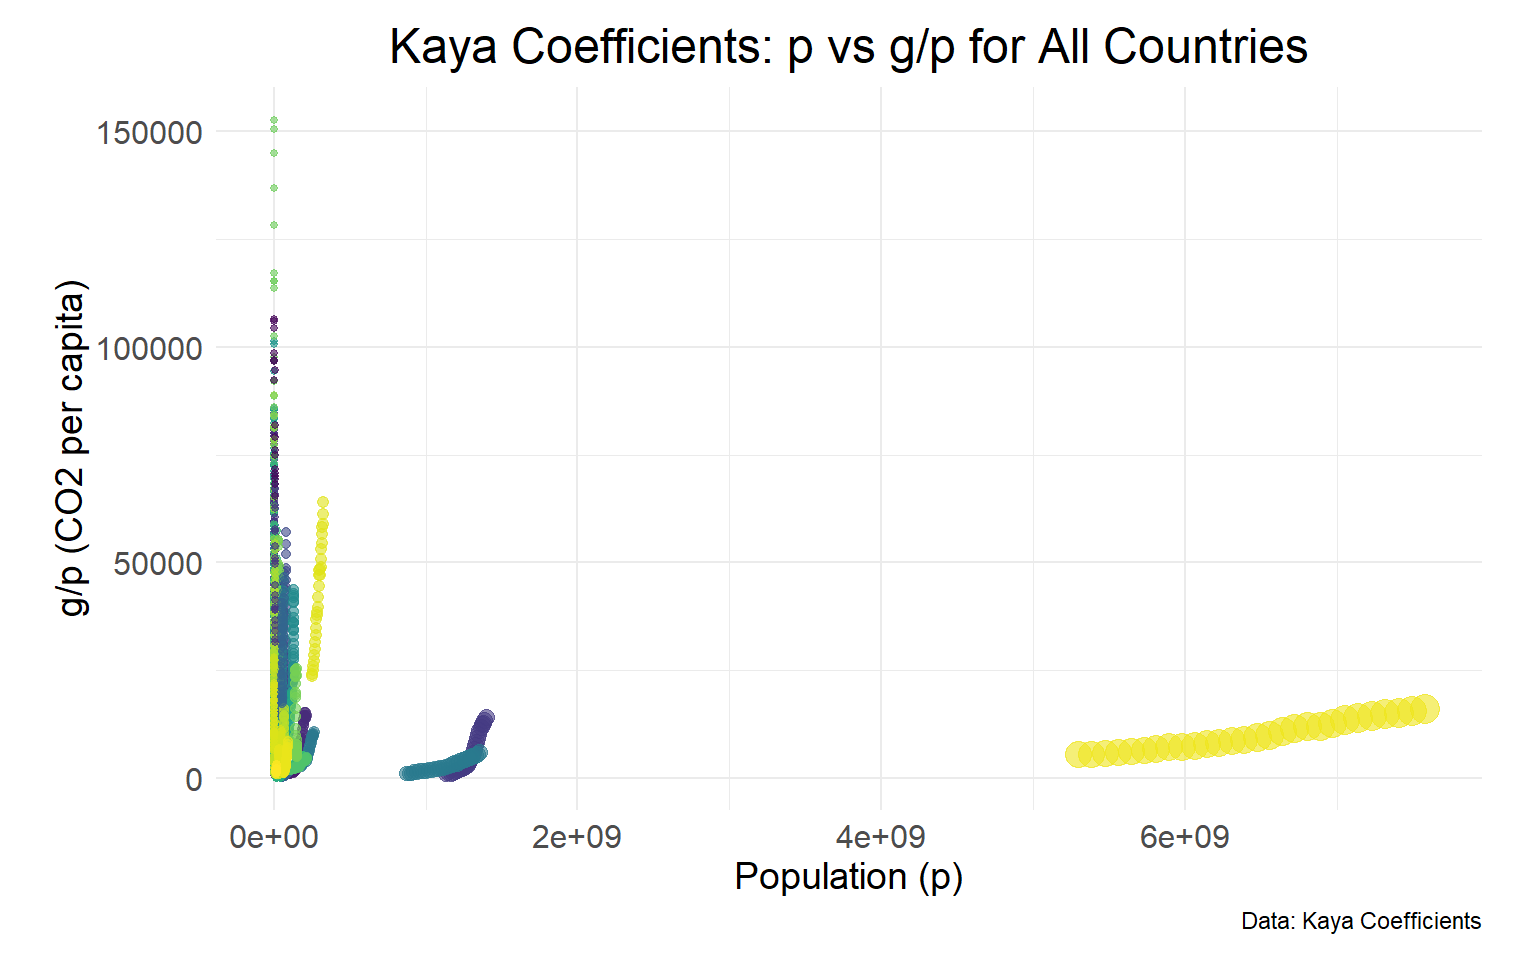 Kaya Coefficients: p vs g/p for All Countries
g/p (CO2 per capita)
150000
100000
50000
0
0e+00 2e+09 4e+09 6e+09
Population (p)
Data: Kaya Coefficients